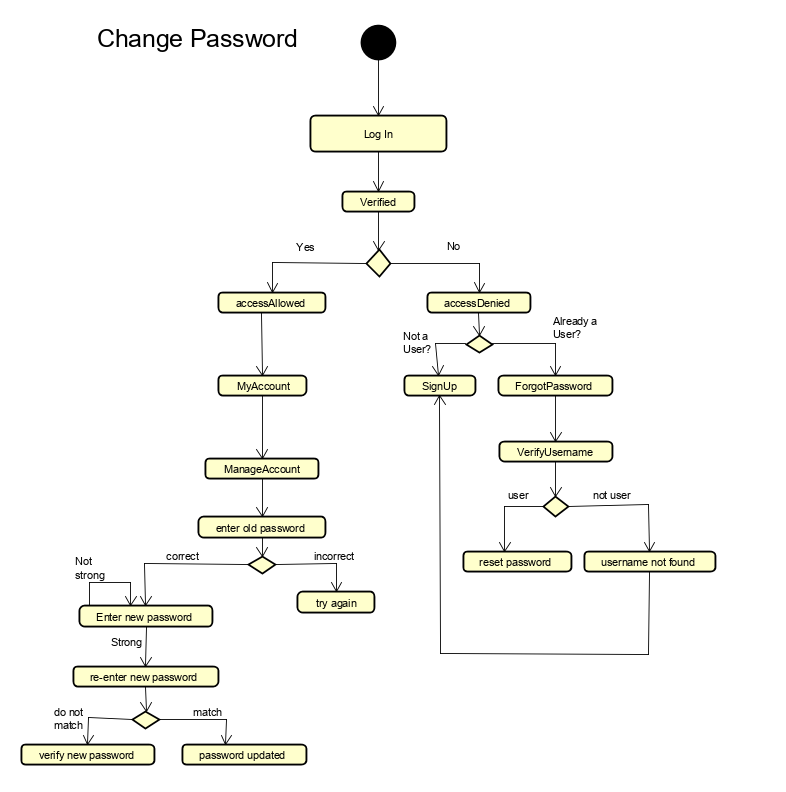 Change Password
Log In
Verified
Yes
No
accessAllowed
accessDenied
Not a
User?
Already a
User?
MyAccount
SignUp
ForgotPassword
ManageAccount
VerifyUsername
user
not user
enter old password
correct
incorrect
reset password
username not found
Not
strong
try again
Enter new password
Strong
re-enter new password
do not
match
match
verify new password
password updated